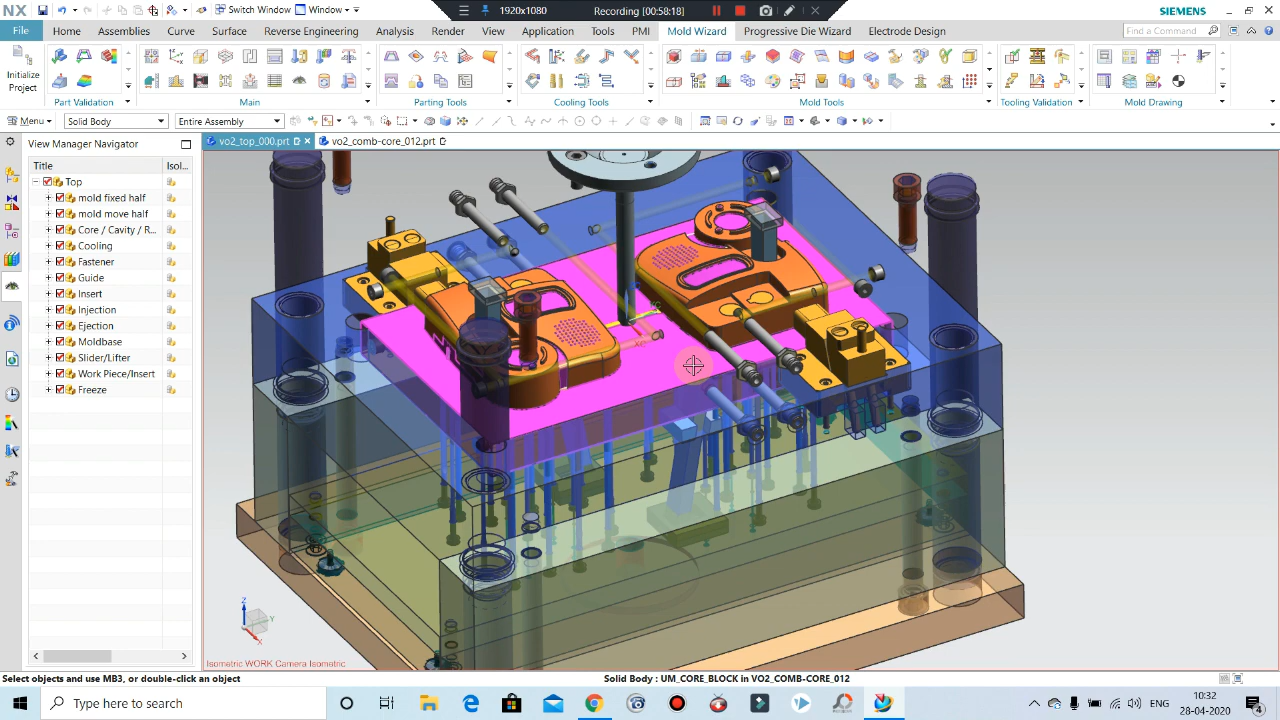 NX
Switch Window
Window
1920x1080
Recording [00:58:18]
SIEMENS
File
Home
Tools
Curve
Surface
Reverse Engineering
Analysis
Render
View
Application
Tools
PMI
Mold Wizard
Progressive Die Wizard
Electrode Design
Find a Command
Initialize
Project
Part Validation
Main
Parting Tools
Cooling Tools
Mold Tools
Tooling Validation
Mold Drawing
Menu
Solid Body
Entire Assembly
View Manager Navigator
vo2_top_000.prt
vo2_comb-core_012.prt
Title
Isol...
Top
mold fixed half
mold move half
Core / Cavity / R...
Cooling
Fastener
Guide
Insert
Injection
Ejection
Moldbase
Slider/Lifter
Work Piece/Insert
Freeze
Z
Y
X
Isometric WORK Camera Isometric
Select objects and use MB3, or double-click an object
Solid Body : UM_CORE_BLOCK in VO2_COMB-CORE_012
Type here to search
ENG
10:32
28-04-2020